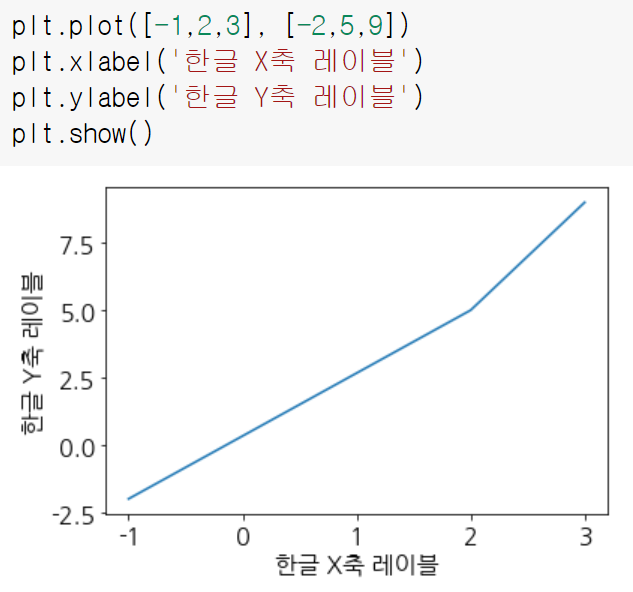 plt.plot([-1,2,3], [-2,5,9])
plt.xlabel('한글 X축 레이블')
plt.ylabel('한글 Y축 레이블')
plt.show()
한글 Y축 레이블
7.5
5.0
2.5
0.0
-2.5
-1 0 1 2 3
한글 X축 레이블